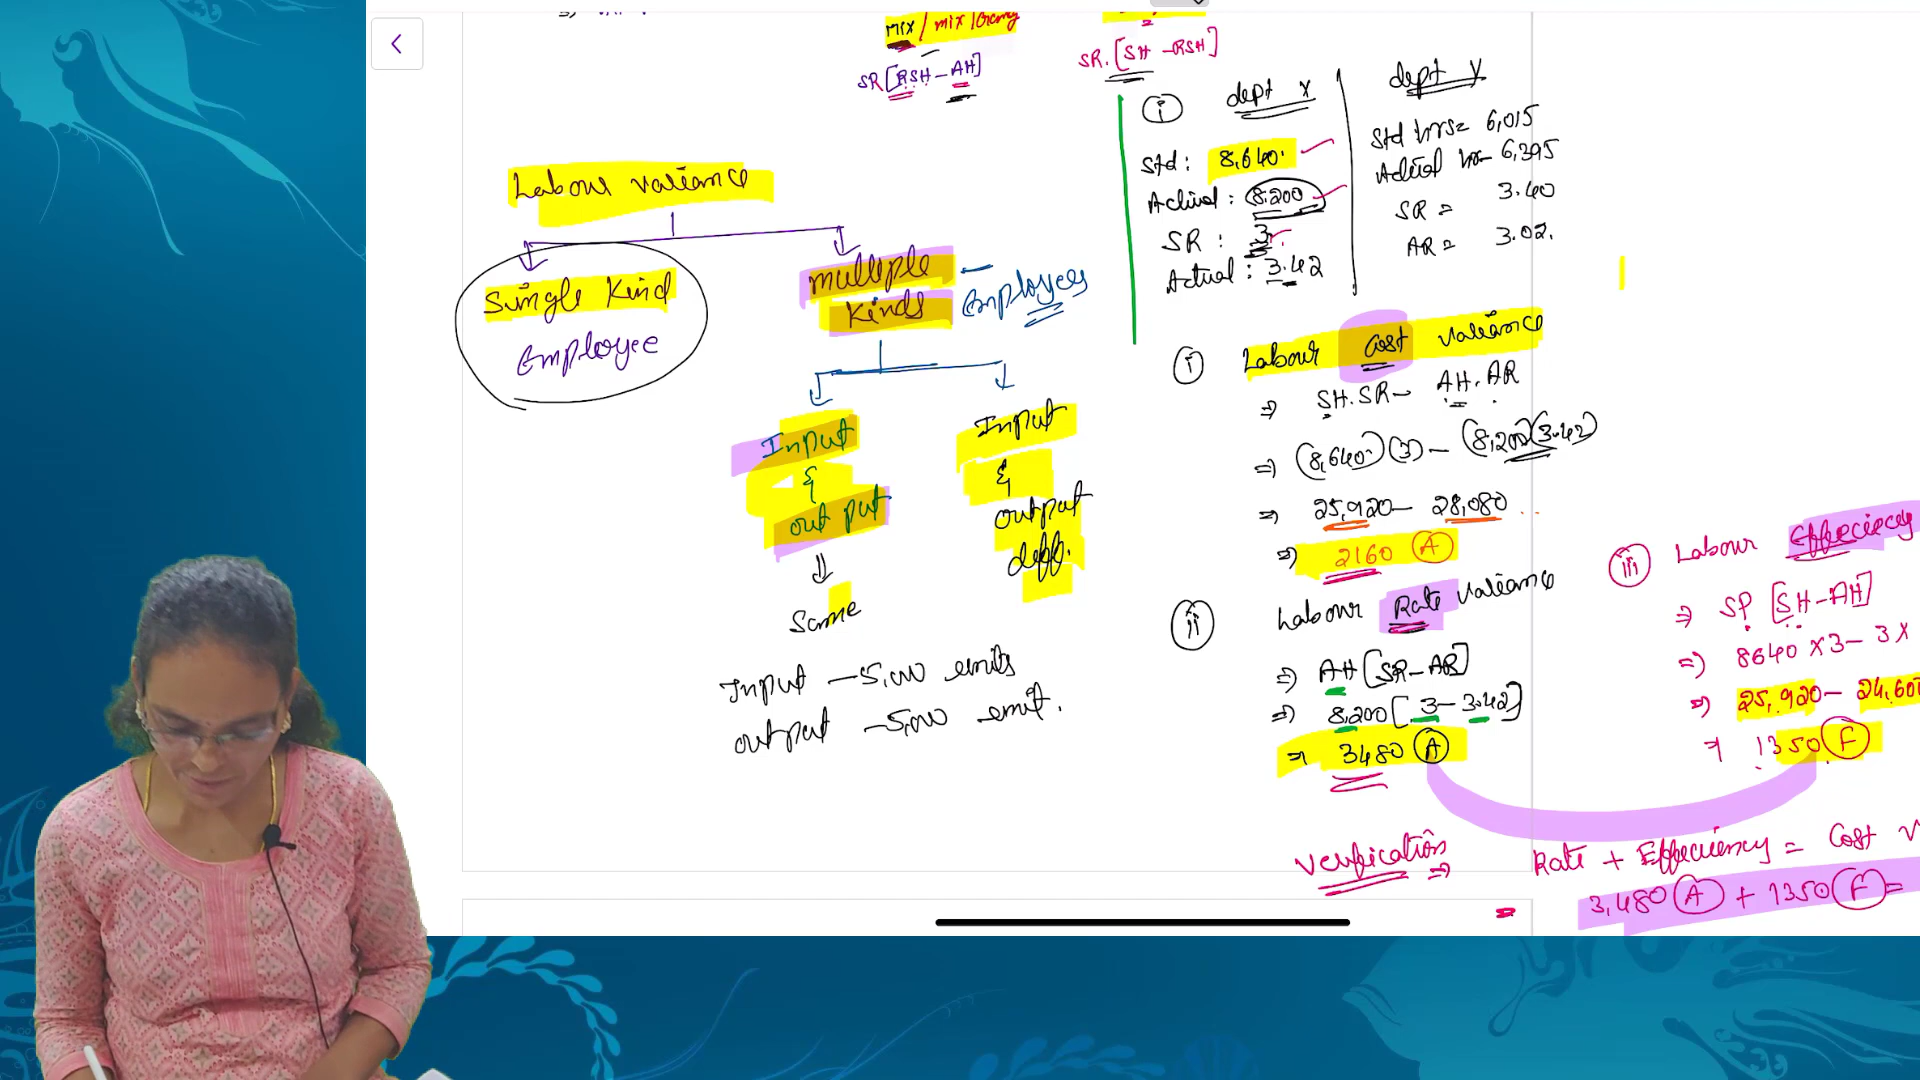 mix / mix / Gang
SR [RSH - AH]
SR. [SH - RSH]
Labour variance
Single Kind
Employee
multiple
Kinds
Employees
Input
&
out put
Same
Input
&
output
deff.
Input - 5,000 units
output - 5,000 unit.
i
dept x
Std : 8,640.
Actual : 8.200
SR : 3
Actual : 3.42
dept y
Std hrs = 6,015
Actual hr - 6,395
SR = 3.40
AR = 3.02.
i Labour Cost variance
⇒ SH.SR - AH.AR
⇒ (8,640)(3) - (8,200)(3.42)
⇒ 25,920 - 28,080
⇒ 2160 A
ii Labour Rate variance
⇒ AH [SR - AR]
⇒ 8,200 [3 - 3.42]
⇒ 3480 A
iii Labour Effeciecy
⇒ SP [SH - AH]
⇒ 8640 x 3 - 3 x
⇒ 25,920 - 24,600
⇒ 1350 F
Verification ⇒ Rate + Effeciency = Cost v
3,480 A + 1350 F =